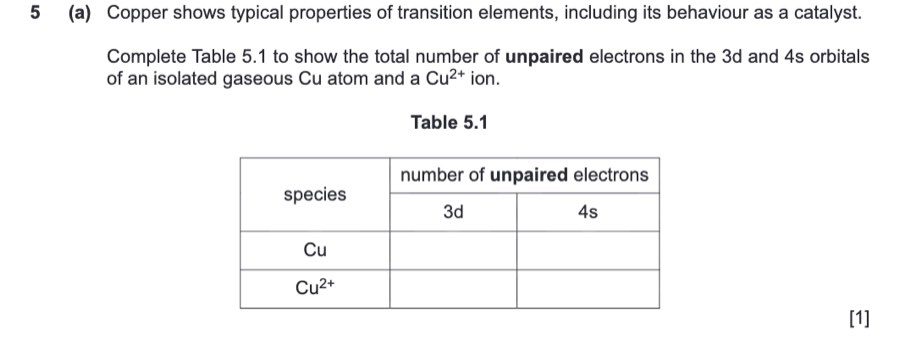 5 (a) Copper shows typical properties of transition elements, including its behaviour as a catalyst.
Complete Table 5.1 to show the total number of unpaired electrons in the 3d and 4s orbitals
of an isolated gaseous Cu atom and a Cu²⁺ ion.
Table 5.1
species
number of unpaired electrons
3d 4s
Cu
Cu²⁺
[1]